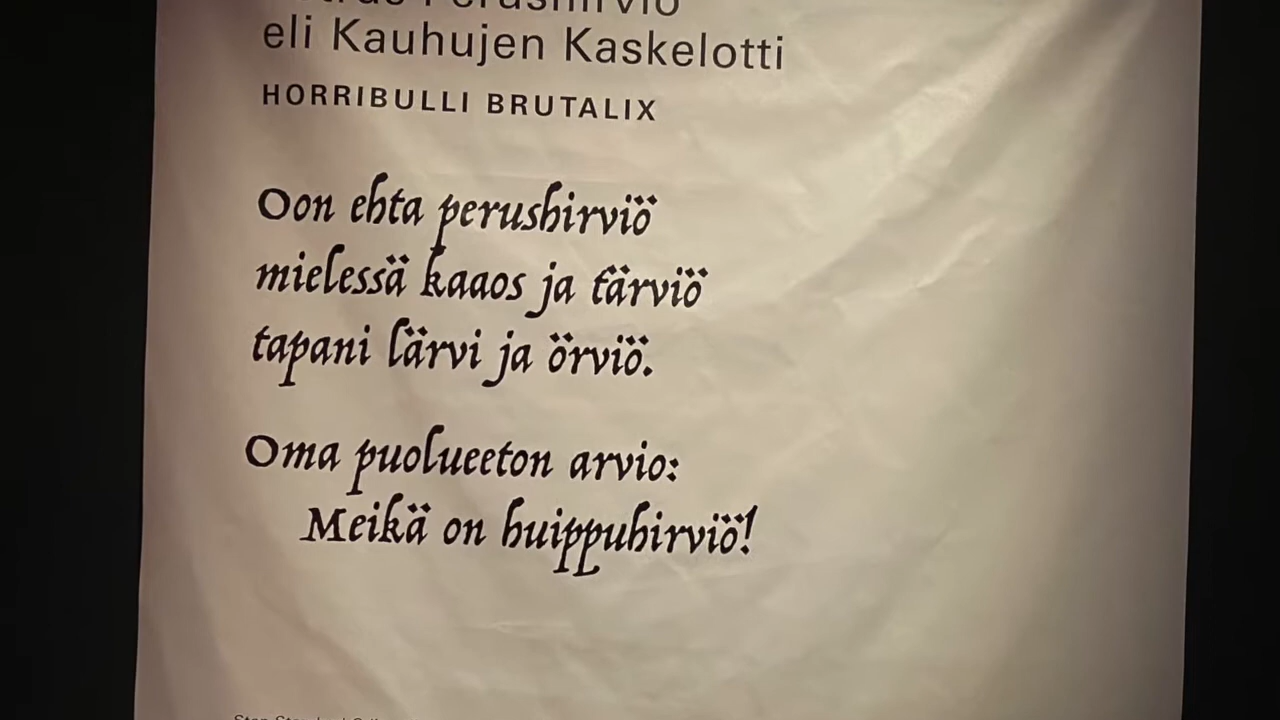 Perushirviö
eli Kauhujen Kaskelotti
HORRIBULLI BRUTALIX
Oon ehta perushirviö
mielessä kaaos ja tärviö
tapani lärvi ja örviö.
Oma puolueeton arvio:
Meikä on huippuhirviö!